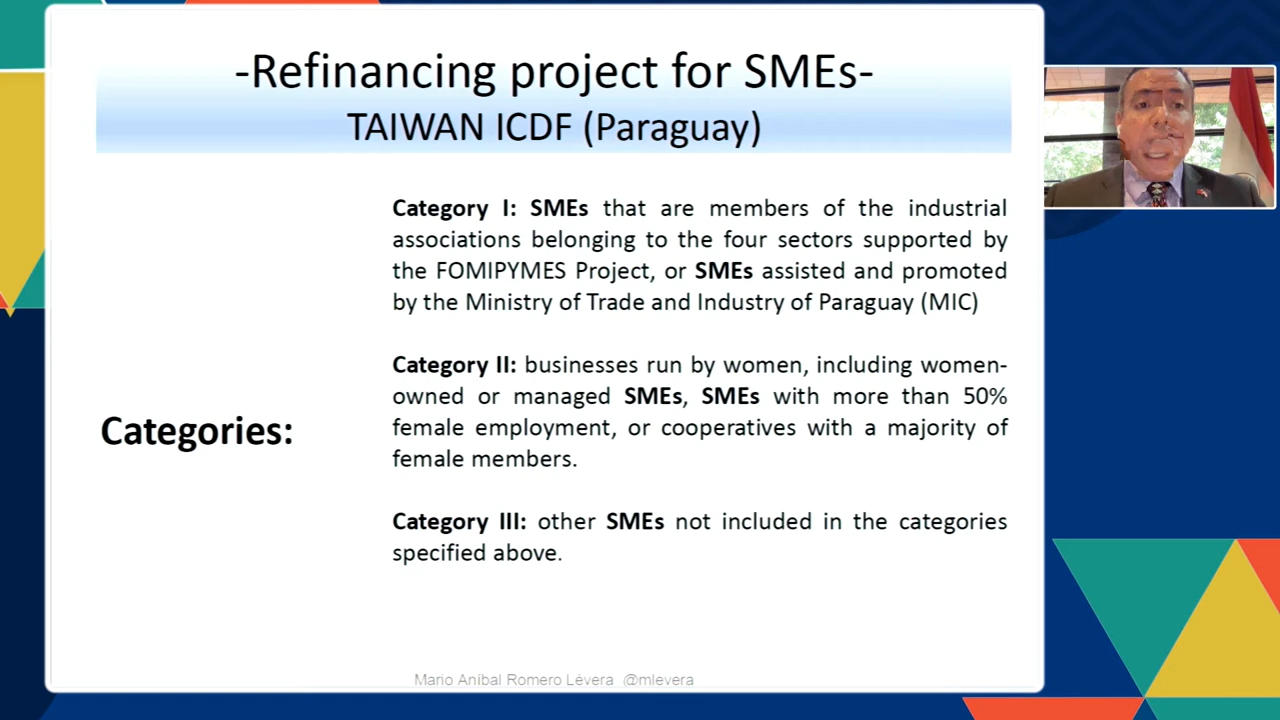 -Refinancing project for SMEs-
TAIWAN ICDF (Paraguay)
Categories:
Category I: SMEs that are members of the industrial
associations belonging to the four sectors supported by
the FOMIPYMES Project, or SMEs assisted and promoted
by the Ministry of Trade and Industry of Paraguay (MIC)
Category II: businesses run by women, including women-
owned or managed SMEs, SMEs with more than 50%
female employment, or cooperatives with a majority of
female members.
Category III: other SMEs not included in the categories
specified above.
Mario Aníbal Romero Lévera @mlevera